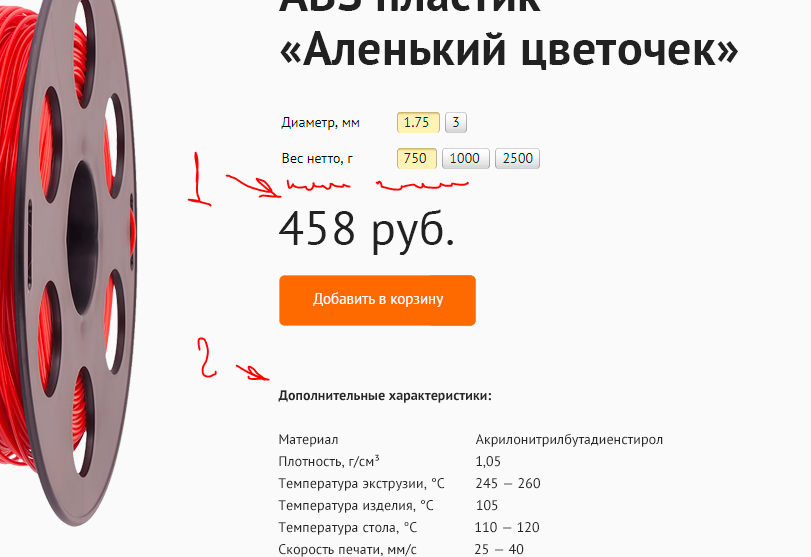 ABS пластик
«Аленький цветочек»
Диаметр, мм 1.75 3
Вес нетто, г 750 1000 2500
1
458 руб.
Добавить в корзину
2
Дополнительные характеристики:
Материал Акрилонитрилбутадиенстирол
Плотность, г/см³ 1,05
Температура экструзии, °C 245 — 260
Температура изделия, °C 105
Температура стола, °C 110 — 120
Скорость печати, мм/с 25 — 40